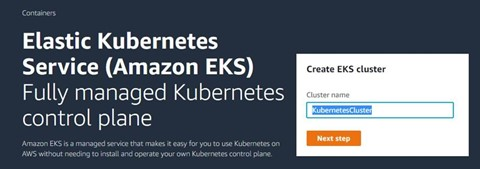 Containers
Elastic Kubernetes
Service (Amazon EKS)
Fully managed Kubernetes
control plane
Amazon EKS is a managed service that makes it easy for you to use Kubernetes on
AWS without needing to install and operate your own Kubernetes control plane.
Create EKS cluster
Cluster name
KubernetesCluster
Next step